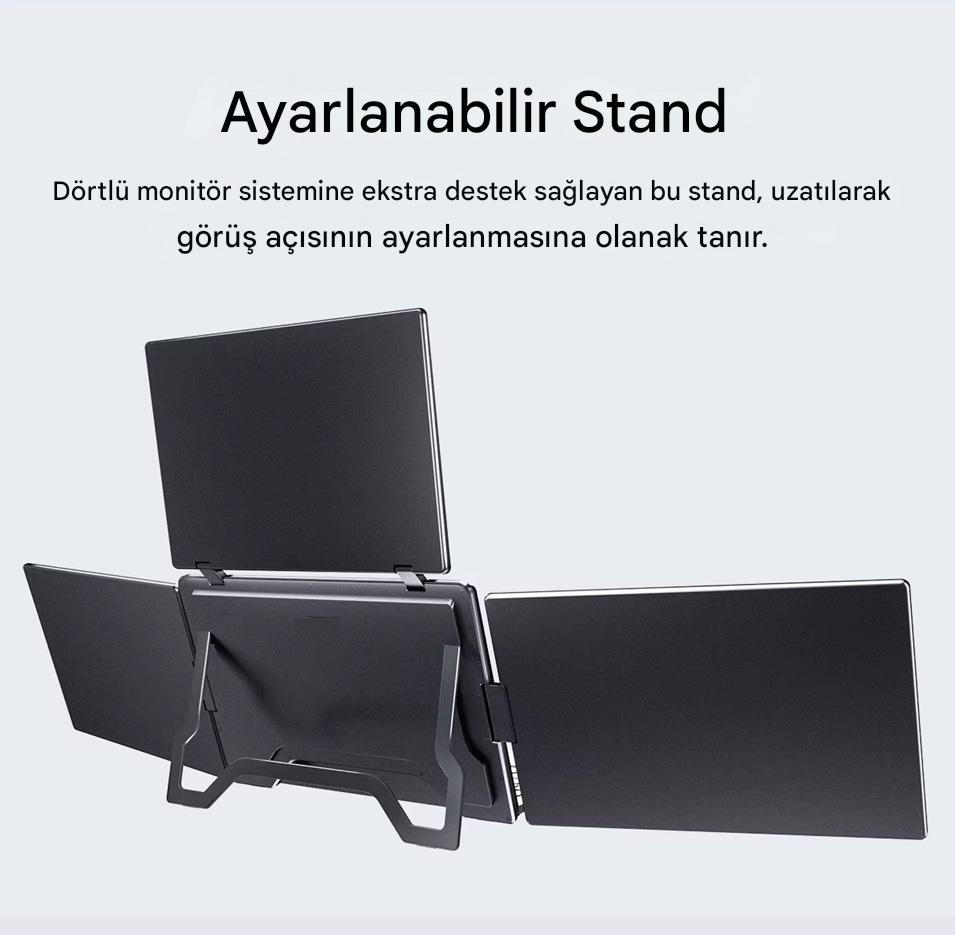 Ayarlanabilir Stand
Dörtlü monitör sistemine ekstra destek sağlayan bu stand, uzatılarak
görüş açısının ayarlanmasına olanak tanır.